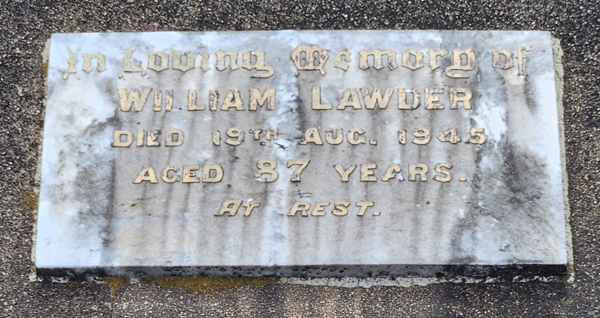 In Loving Memory of
WILLIAM LAWDER
DIED 19TH AUG. 1945
AGED 87 YEARS.
AT REST.